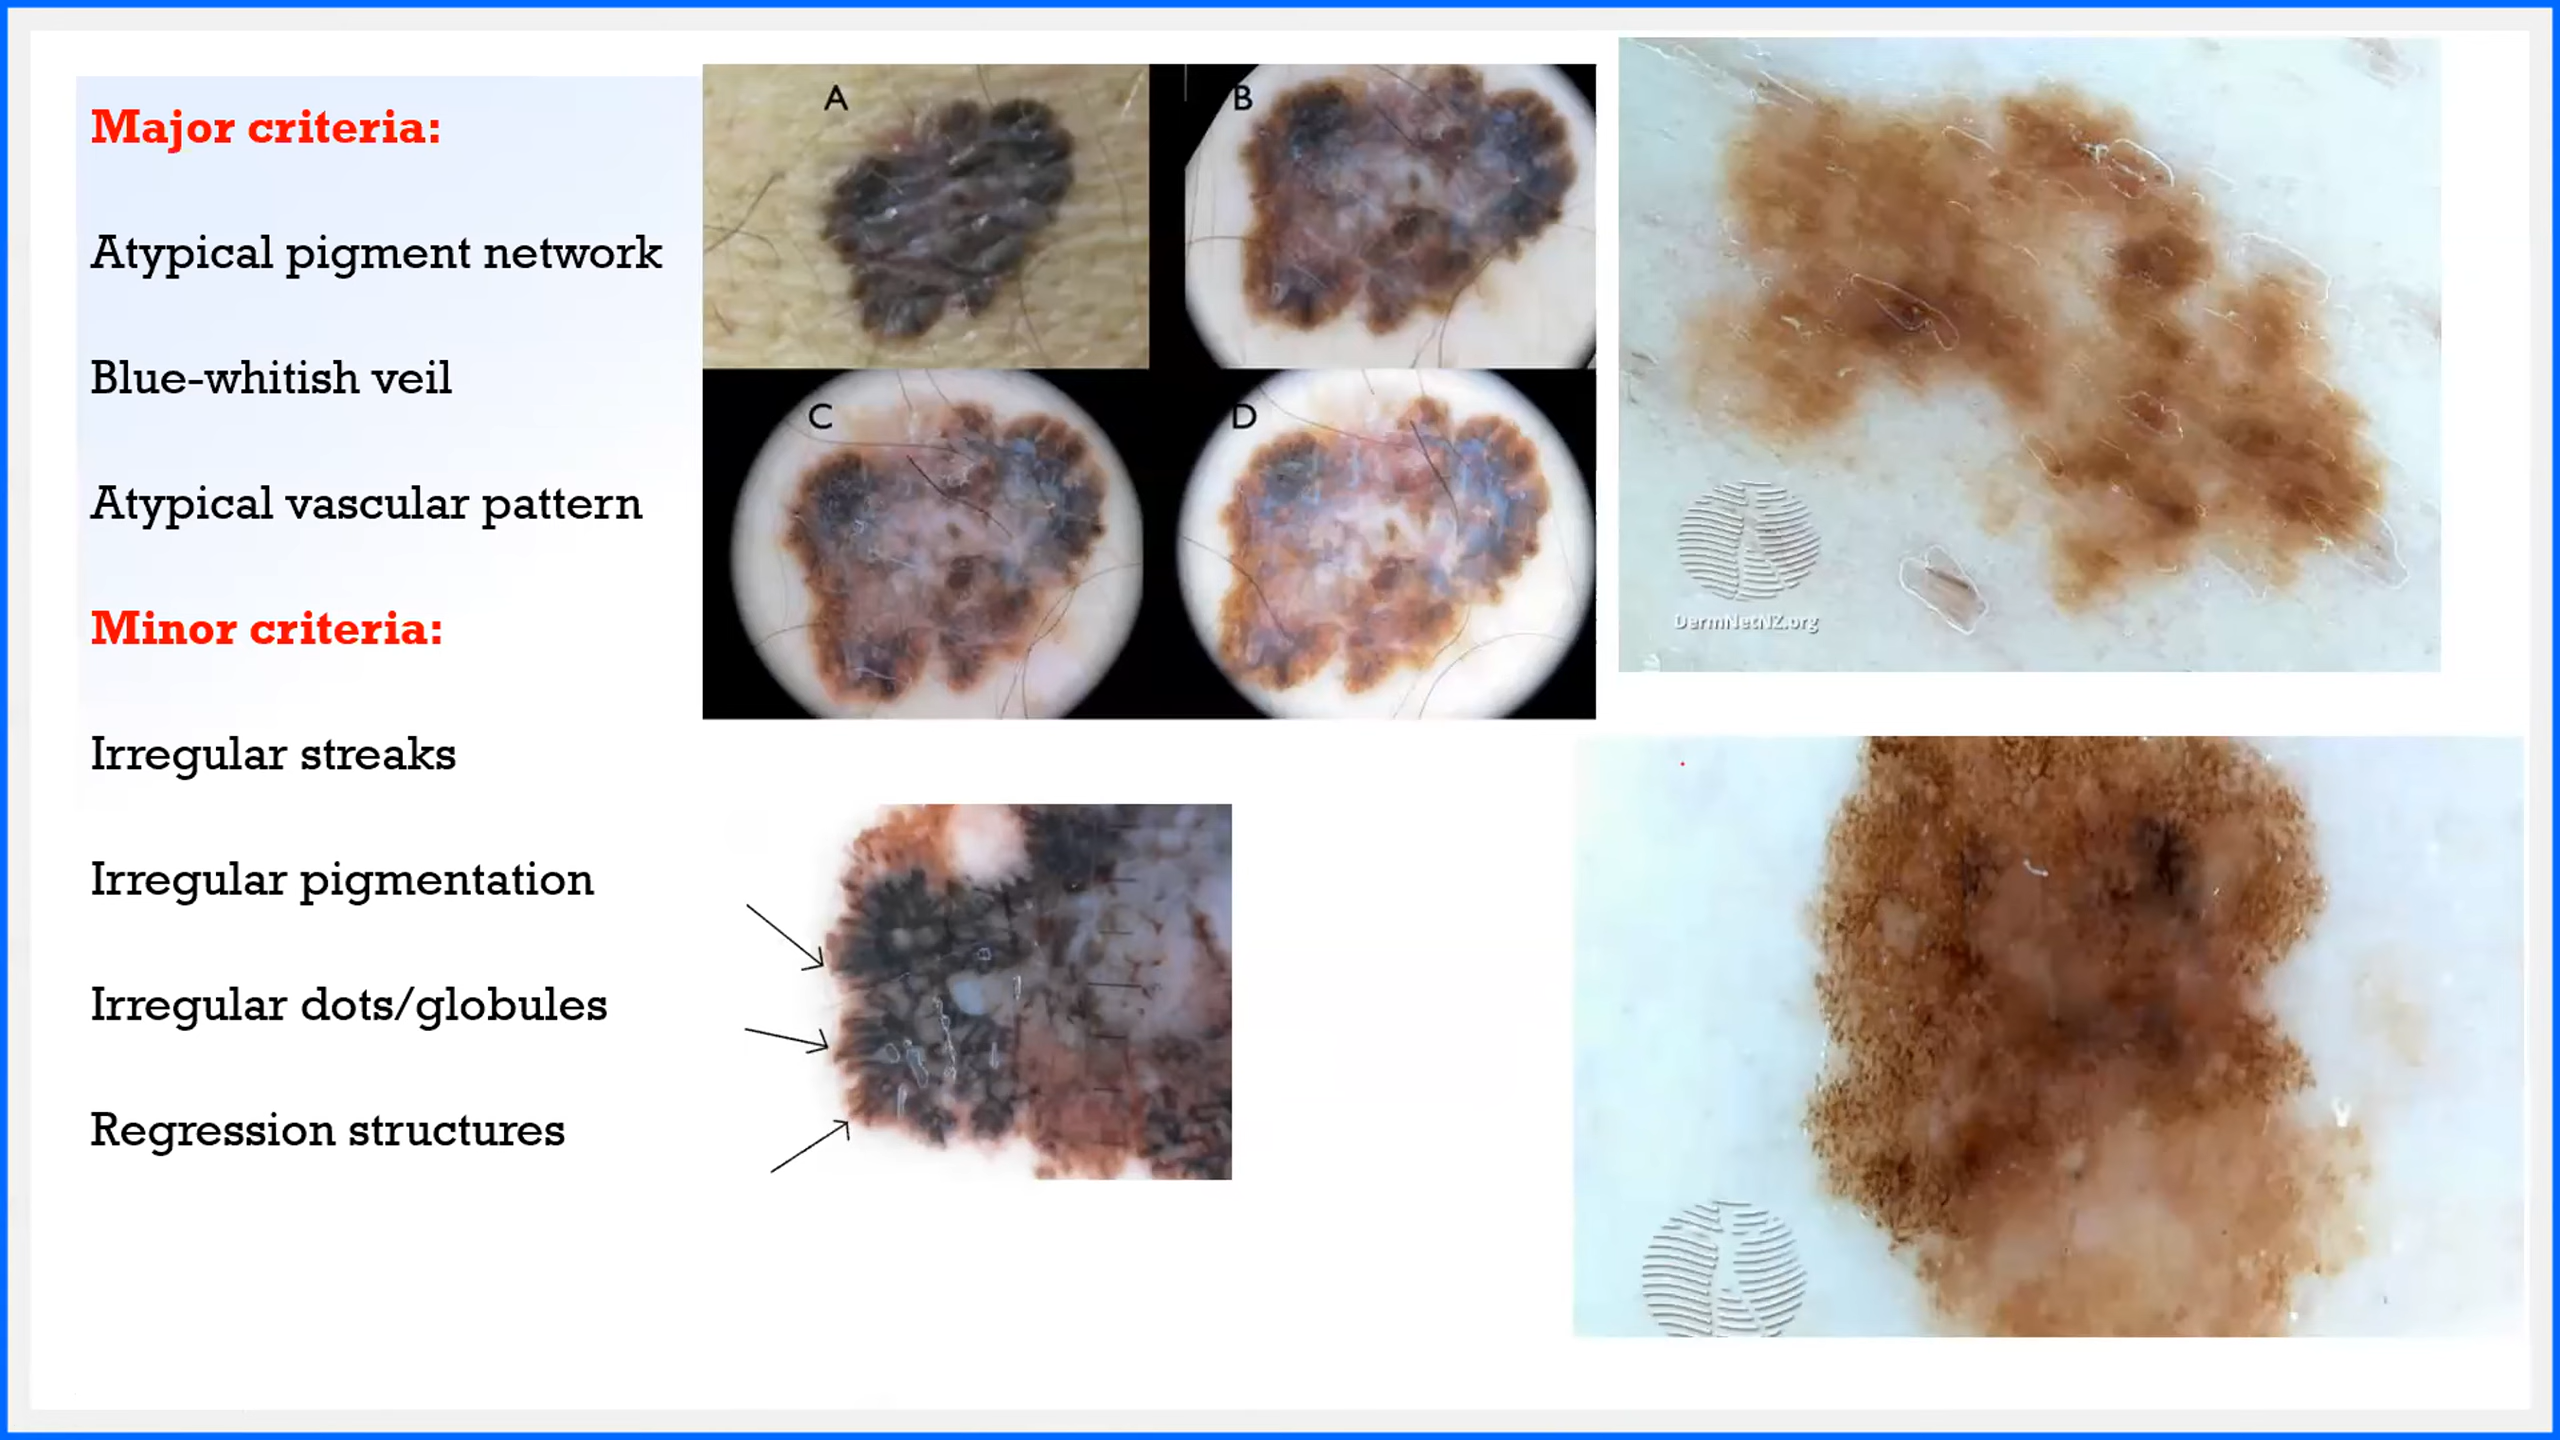 Major criteria:
Atypical pigment network
Blue-whitish veil
Atypical vascular pattern
Minor criteria:
Irregular streaks
Irregular pigmentation
Irregular dots/globules
Regression structures
A
B
C
D
DermNetNZ.org